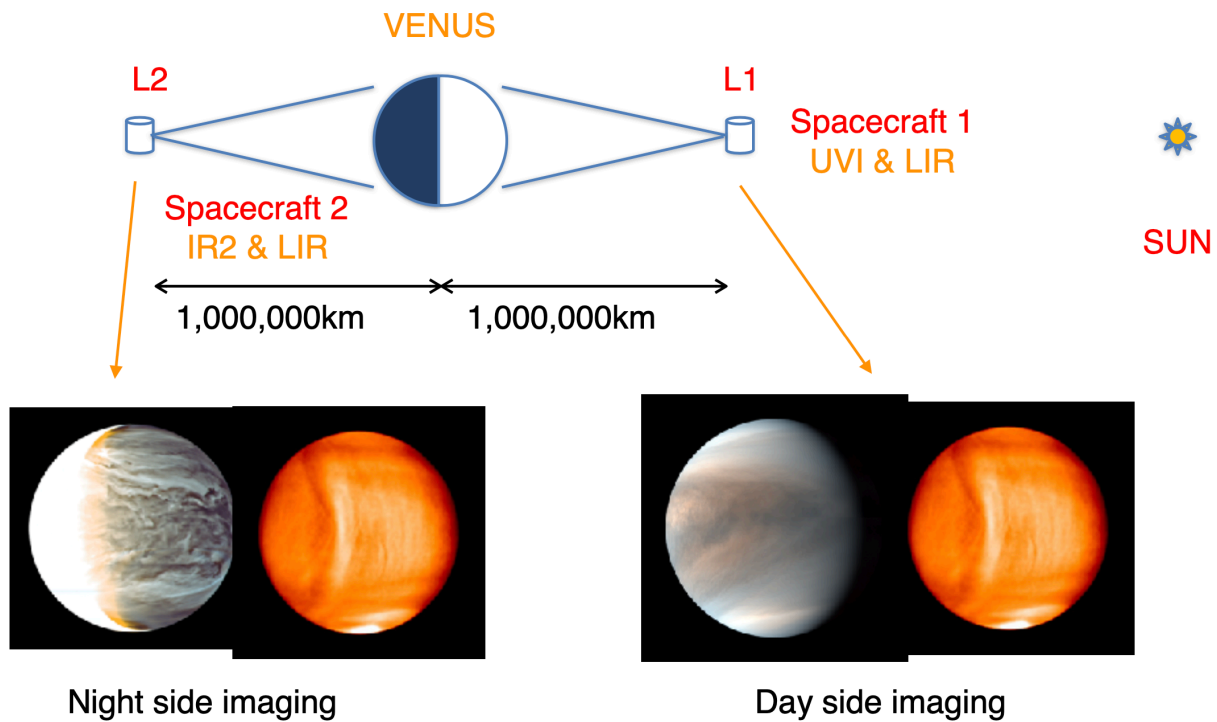 VENUS
L2
L1
Spacecraft 1
UVI & LIR
Spacecraft 2
IR2 & LIR
SUN
1,000,000km
1,000,000km
Night side imaging
Day side imaging